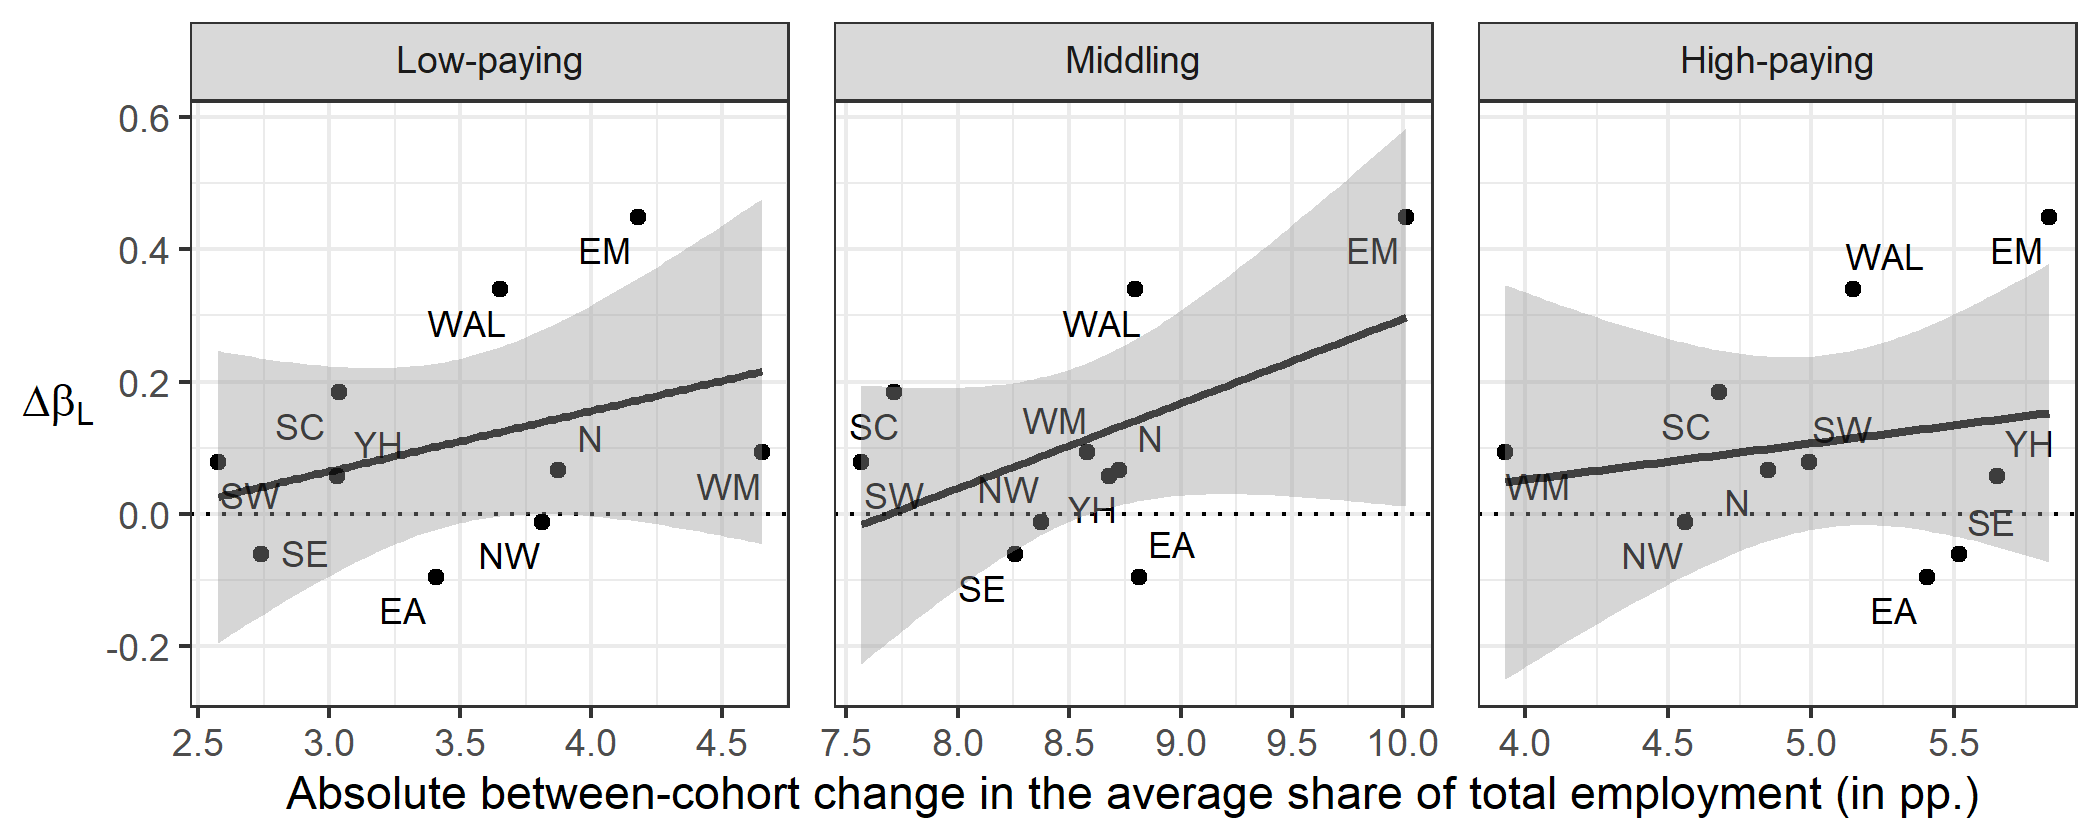 Low-paying Middling High-paying
0.6
0.4
0.2
0.0
-0.2
ΔβL
EM
WAL
SC
YH
N
SW
WM
SE
NW
EA
EM
WAL
SC
WM
N
SW
NW
YH
EA
SE
WAL
EM
SC
SW
YH
WM
N
SE
NW
EA
2.5 3.0 3.5 4.0 4.5 7.5 8.0 8.5 9.0 9.5 10.0 4.0 4.5 5.0 5.5
Absolute between-cohort change in the average share of total employment (in pp.)